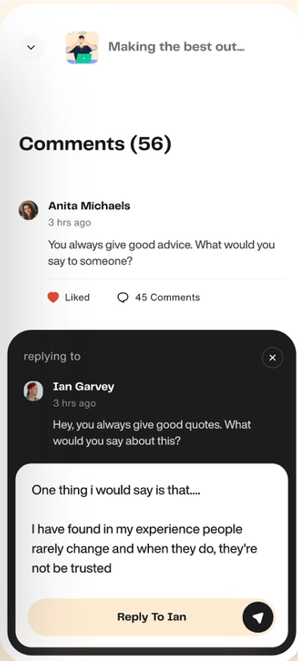 Making the best out...
Comments (56)
Anita Michaels
3 hrs ago
You always give good advice. What would you
say to someone?
Liked
45 Comments
replying to
Ian Garvey
3 hrs ago
Hey, you always give good quotes. What
would you say about this?
One thing i would say is that....
I have found in my experience people
rarely change and when they do, they're
not be trusted
Reply To Ian